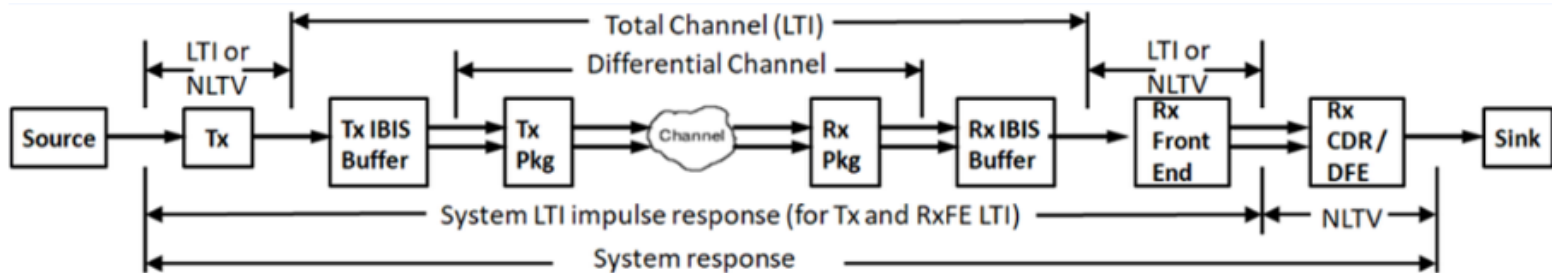 Total Channel (LTI)
LTI or
NLTV
Differential Channel
LTI or
NLTV
Source
Tx
Tx IBIS
Buffer
Tx
Pkg
Channel
Rx
Pkg
Rx IBIS
Buffer
Rx
Front
End
Rx
CDR/
DFE
Sink
System LTI impulse response (for Tx and RxFE LTI)
NLTV
System response